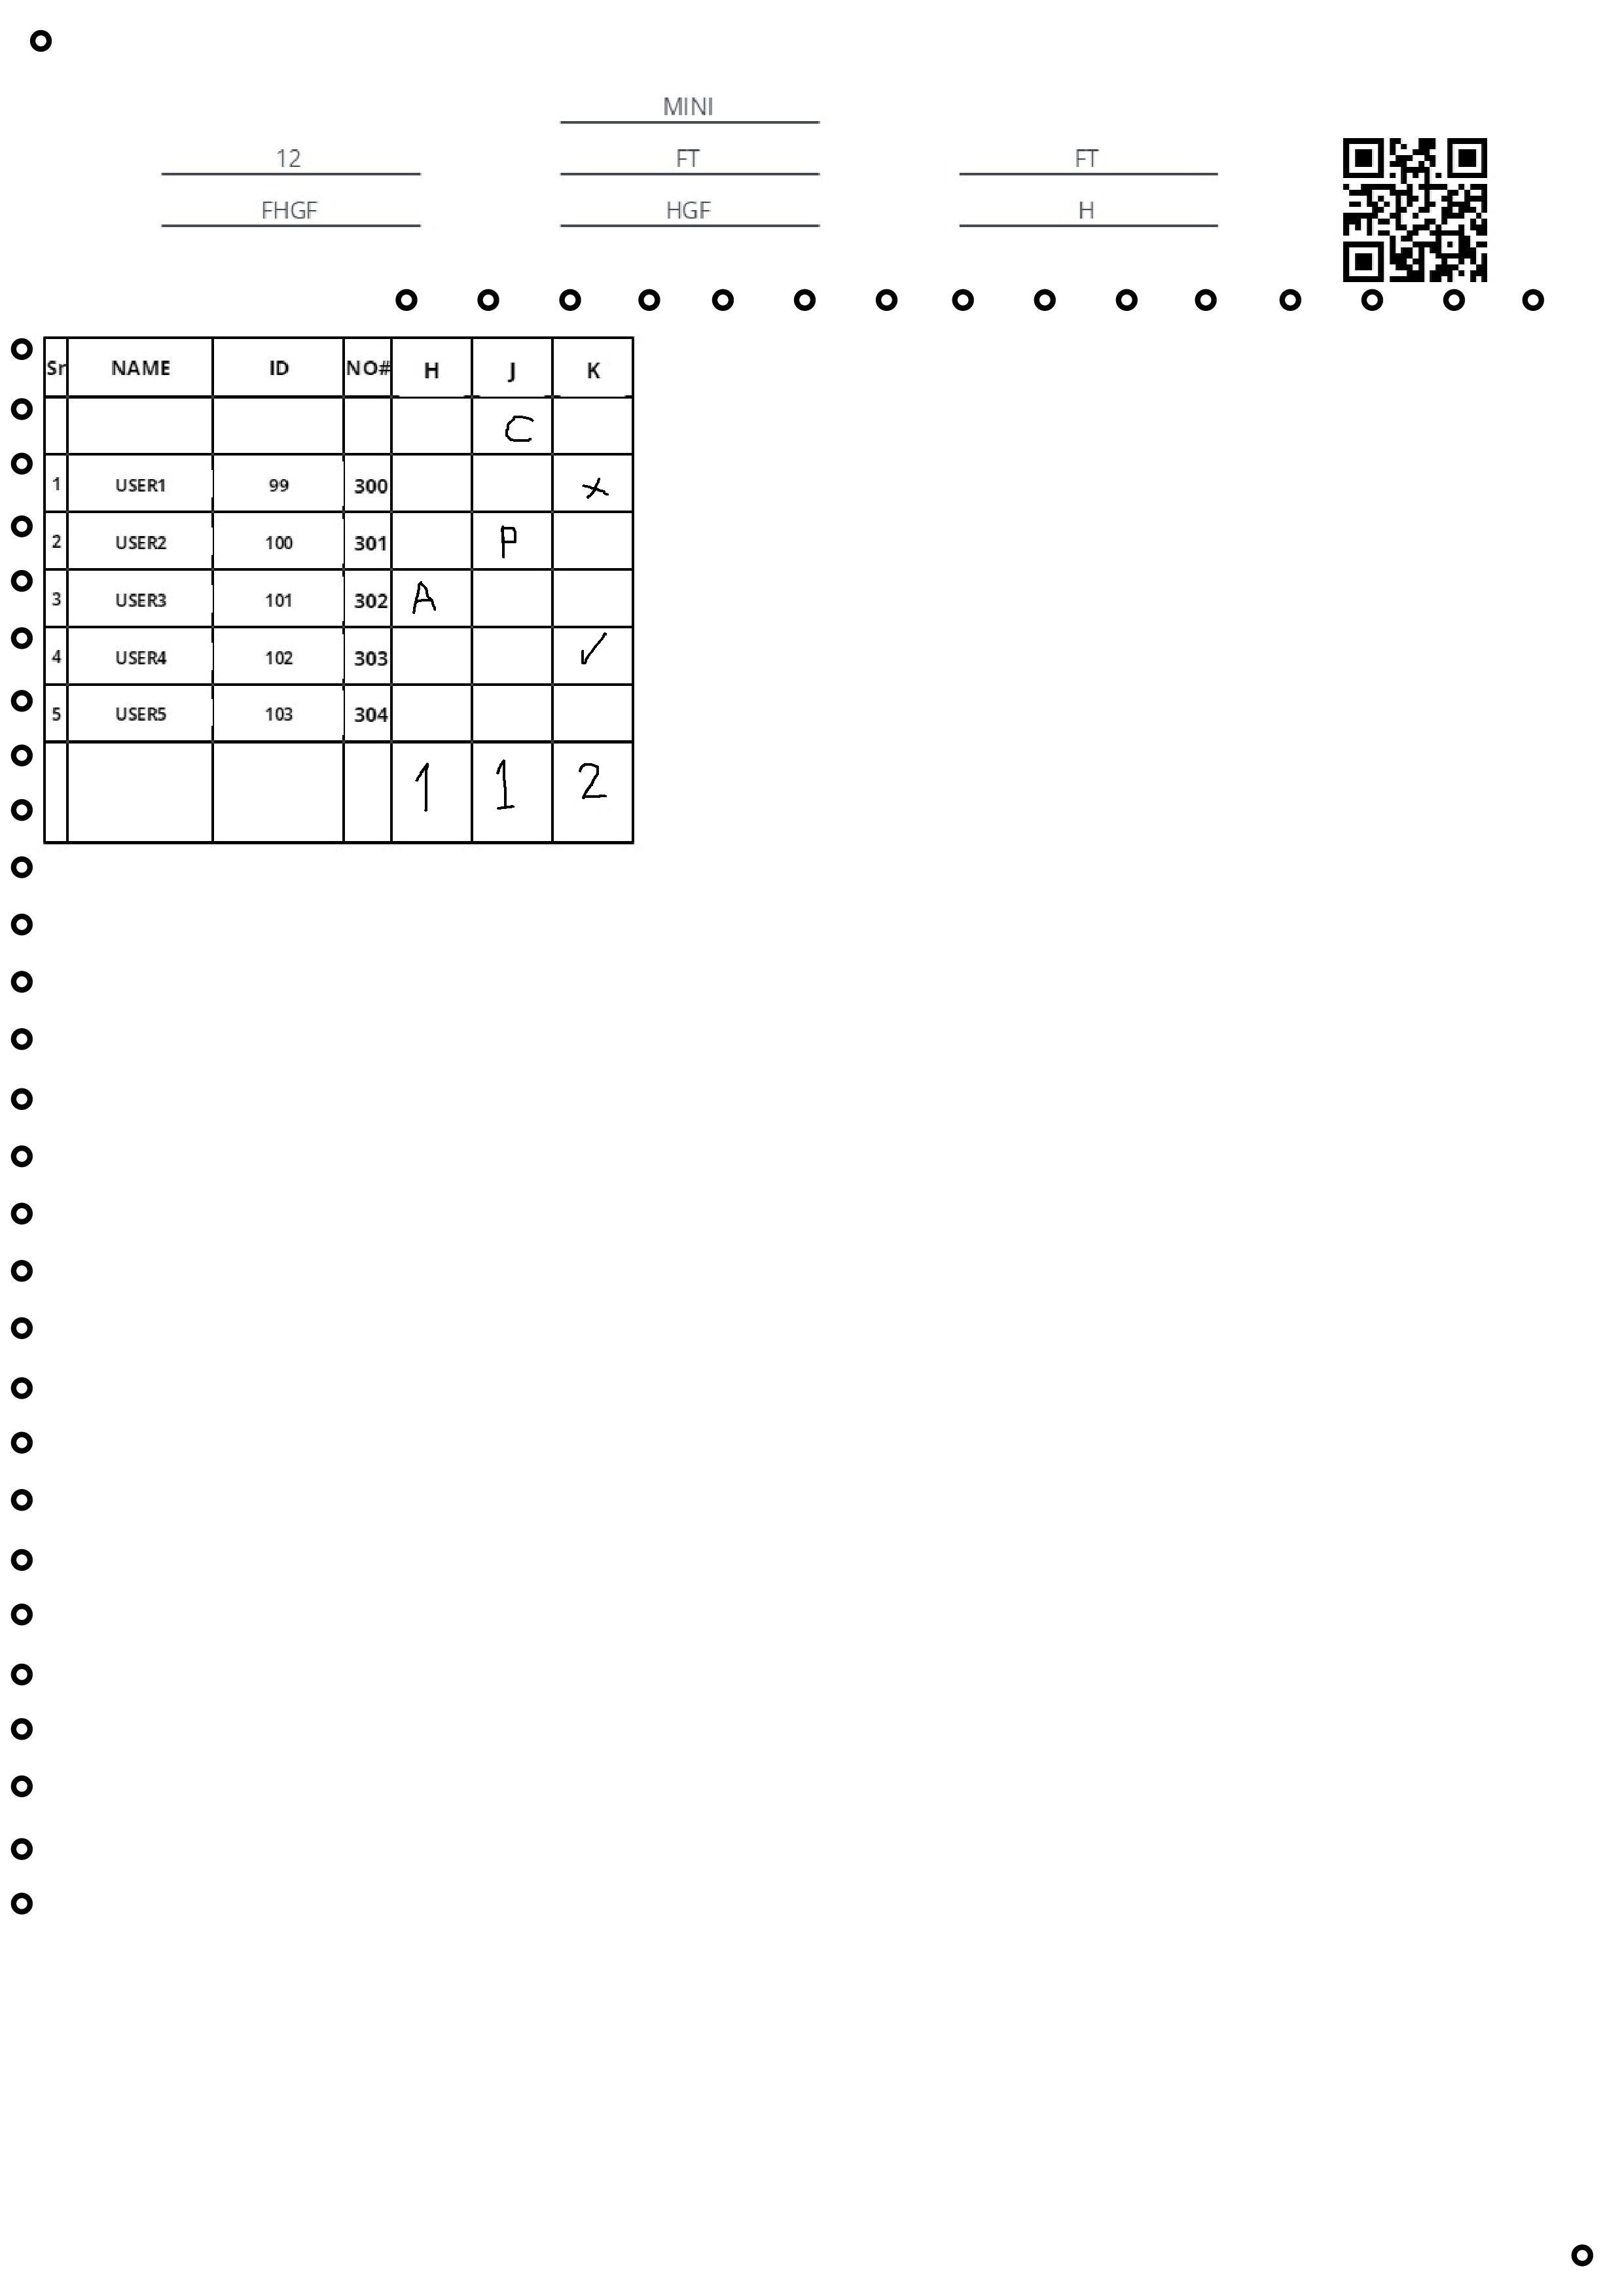 MINI
12 FT FT
FHGF HGF H
Sr NAME ID NO# H J K
C
1 USER1 99 300 x
2 USER2 100 301 P
3 USER3 101 302 A
4 USER4 102 303 ✓
5 USER5 103 304
1 1 2